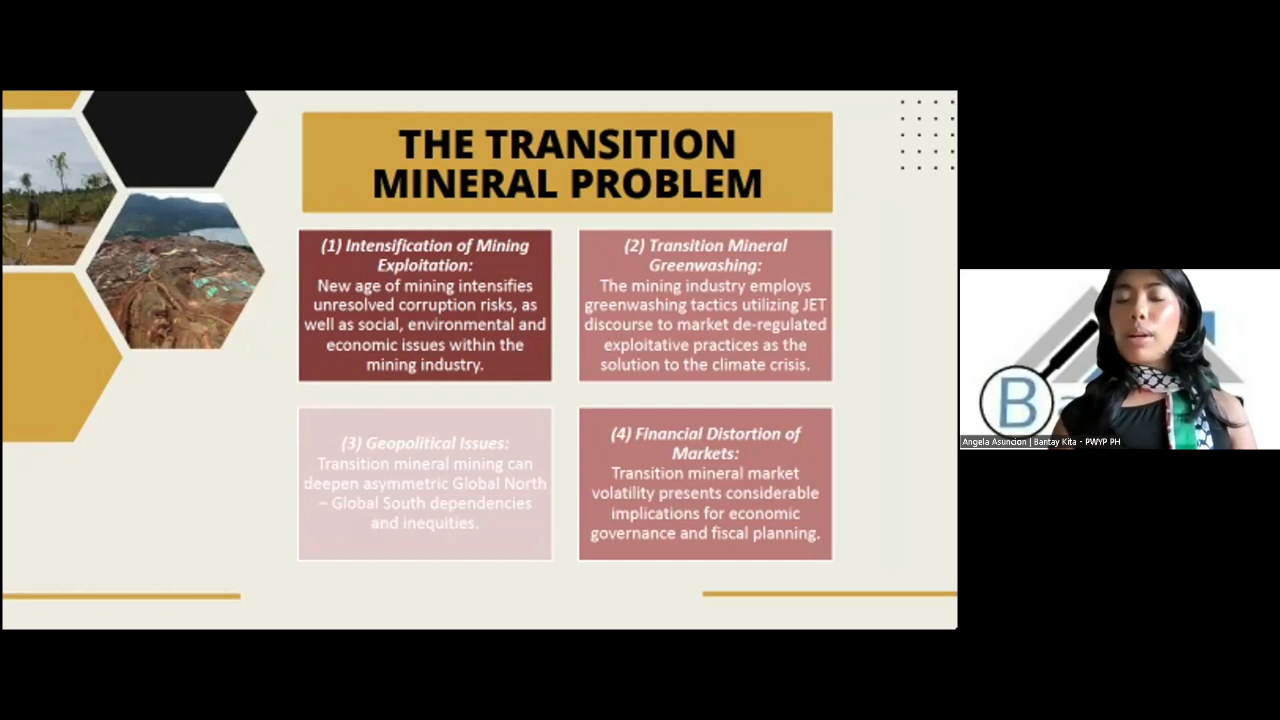 THE TRANSITION
MINERAL PROBLEM
(1) Intensification of Mining
Exploitation:
New age of mining intensifies
unresolved corruption risks, as
well as social, environmental and
economic issues within the
mining industry.
(2) Transition Mineral
Greenwashing:
The mining industry employs
greenwashing tactics utilizing JET
discourse to market de-regulated
exploitative practices as the
solution to the climate crisis.
(3) Geopolitical Issues:
Transition mineral mining can
deepen asymmetric Global North
– Global South dependencies
and inequities.
(4) Financial Distortion of
Markets:
Transition mineral market
volatility presents considerable
implications for economic
governance and fiscal planning.
B
Angela Asuncion | Bantay Kita - PWYP PH